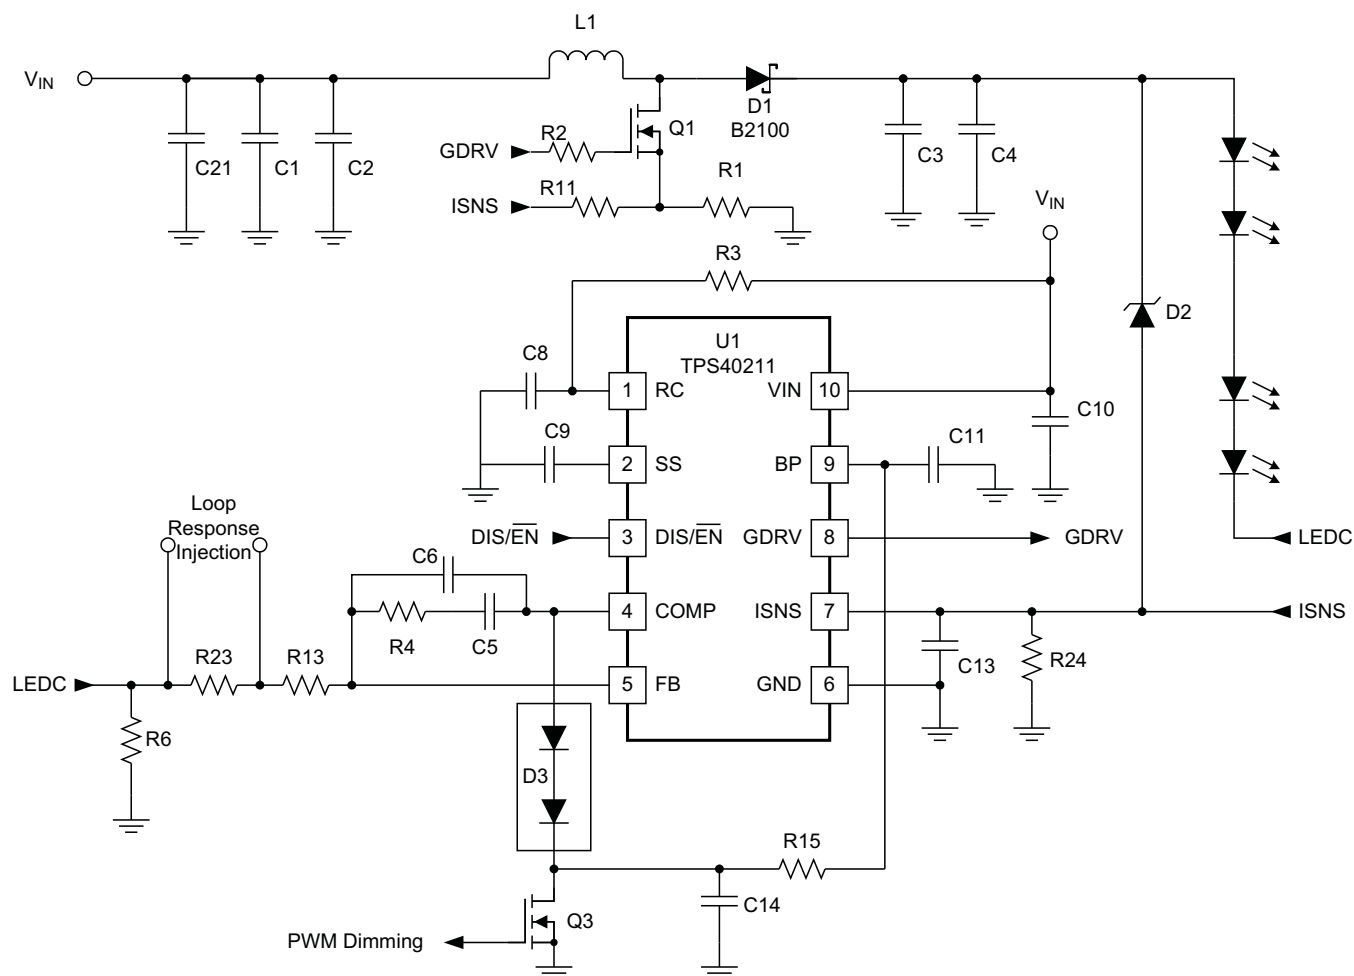 L1
VIN
D1
B2100
Q1
R2
GDRV
C21
C1
C2
C3
C4
R1
R11
ISNS
VIN
R3
D2
U1
TPS40211
C8
1
RC
VIN
10
C10
C9
C11
2
SS
BP
9
Loop
Response
Injection
DIS/EN
3
DIS/EN
GDRV
8
GDRV
LEDC
C6
4
COMP
ISNS
7
ISNS
R4
C5
C13
R24
R23
R13
LEDC
5
FB
GND
6
R6
D3
R15
C14
Q3
PWM Dimming